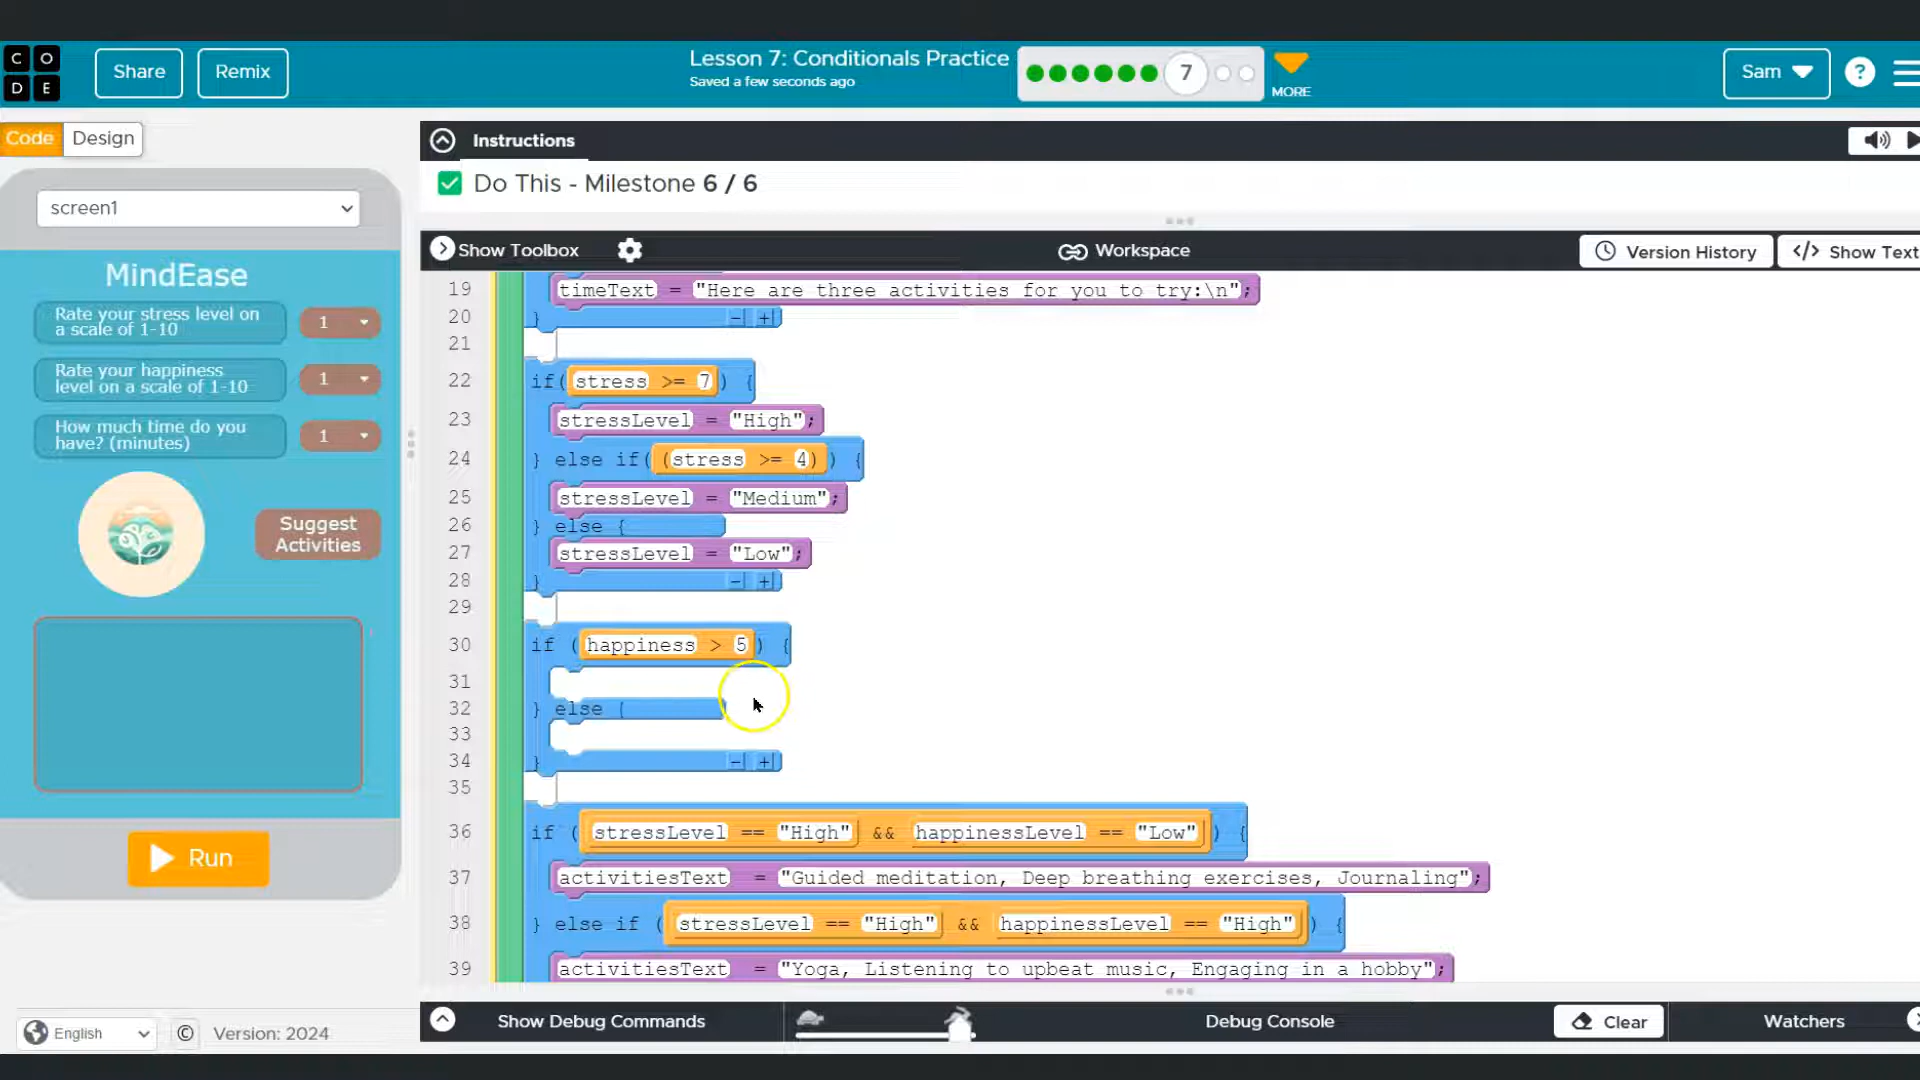 C O
D E
Share
Remix
Lesson 7: Conditionals Practice
Saved a few seconds ago
7
MORE
Sam
?
Code
Design
Instructions
Do This - Milestone 6 / 6
screen1
Show Toolbox
Workspace
Version History
</> Show Text
MindEase
Rate your stress level on
a scale of 1-10
1
Rate your happiness
level on a scale of 1-10
1
How much time do you
have? (minutes)
1
Suggest
Activities
Run
19 timeText = "Here are three activities for you to try:\n";
20 } - +
21
22 if( stress >= 7 ) {
23 stressLevel = "High";
24 } else if( (stress >= 4) ) {
25 stressLevel = "Medium";
26 } else {
27 stressLevel = "Low";
28 } - +
29
30 if ( happiness > 5 ) {
31
32 } else {
33
34 } - +
35
36 if ( stressLevel == "High" && happinessLevel == "Low" ) {
37 activitiesText = "Guided meditation, Deep breathing exercises, Journaling";
38 } else if ( stressLevel == "High" && happinessLevel == "High" ) {
39 activitiesText = "Yoga, Listening to upbeat music, Engaging in a hobby";
English
©
Version: 2024
Show Debug Commands
Debug Console
Clear
Watchers